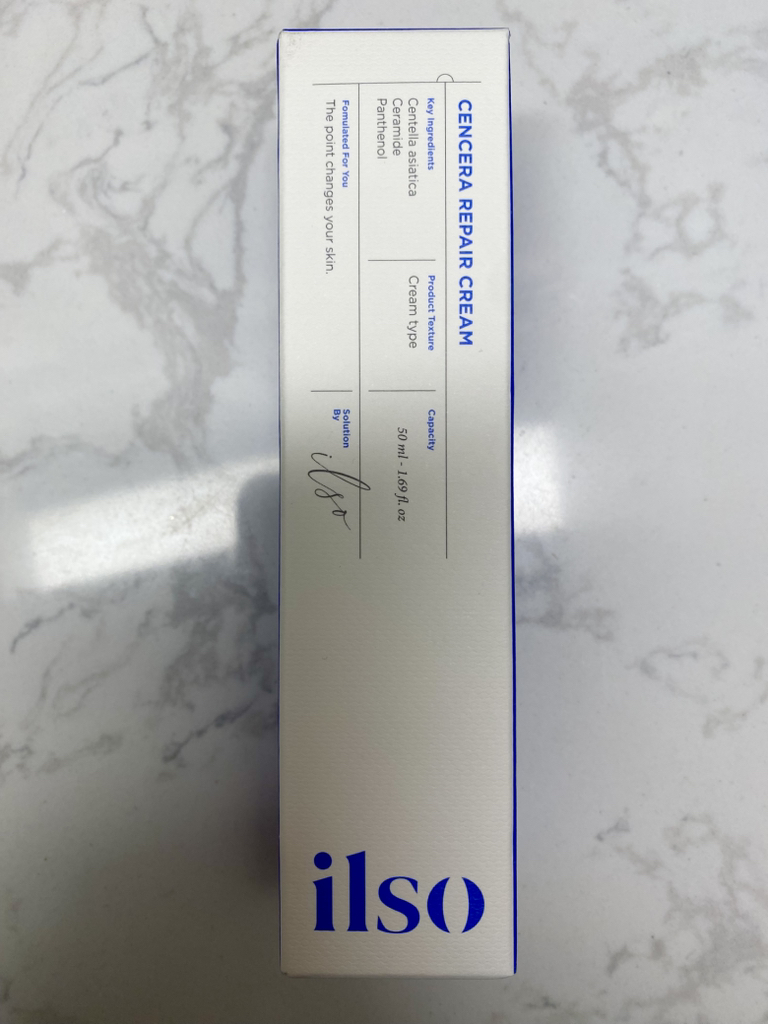 CENCERA REPAIR CREAM
Key Ingredients
Centella asiatica
Ceramide
Panthenol
Product Texture
Cream type
Capacity
50 ml - 1.69 fl. oz
Fomulated For You
The point changes your skin.
Solution
By
ilso
ilso